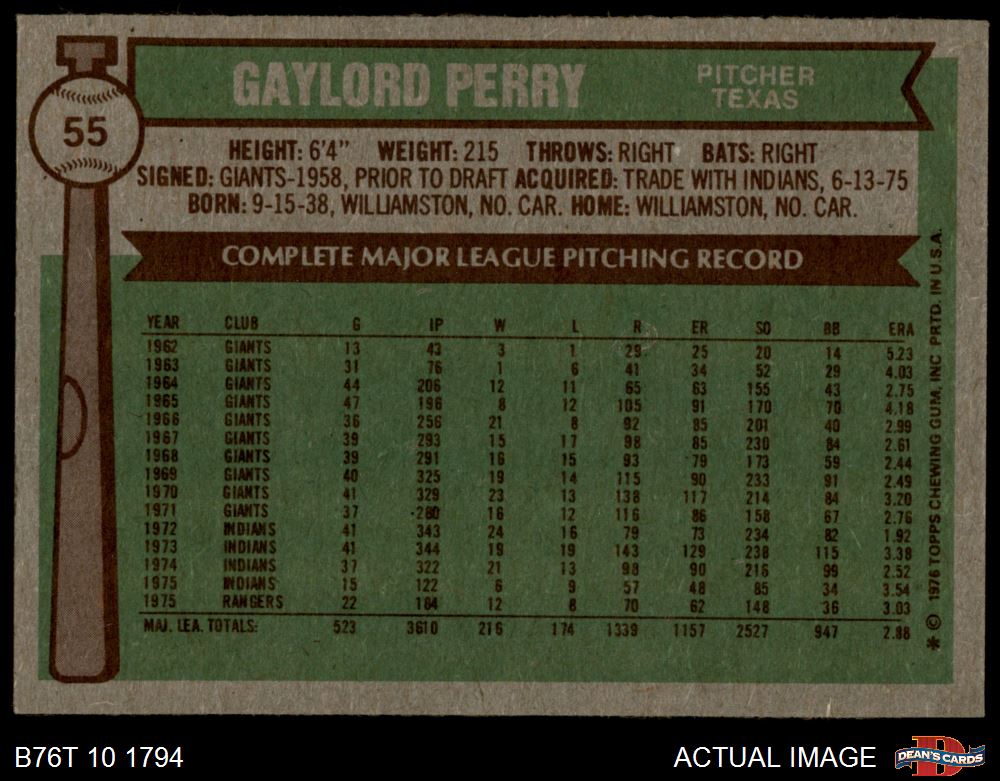 GAYLORD PERRY
PITCHER
TEXAS
55
HEIGHT: 6'4" WEIGHT: 215 THROWS: RIGHT BATS: RIGHT
SIGNED: GIANTS-1958, PRIOR TO DRAFT ACQUIRED: TRADE WITH INDIANS, 6-13-75
BORN: 9-15-38, WILLIAMSTON, NO. CAR. HOME: WILLIAMSTON, NO. CAR.
COMPLETE MAJOR LEAGUE PITCHING RECORD
YEAR CLUB G IP W L R ER SO BB ERA
1962 GIANTS 13 43 3 1 29 25 20 14 5.23
1963 GIANTS 31 76 1 6 41 34 52 29 4.03
1964 GIANTS 44 206 12 11 65 63 155 43 2.75
1965 GIANTS 47 196 8 12 105 91 170 70 4.18
1966 GIANTS 36 256 21 8 92 85 201 40 2.99
1967 GIANTS 39 293 15 17 98 85 230 84 2.61
1968 GIANTS 39 291 16 15 93 79 173 59 2.44
1969 GIANTS 40 325 19 14 115 90 233 91 2.49
1970 GIANTS 41 329 23 13 138 117 214 84 3.20
1971 GIANTS 37 280 16 12 116 86 158 67 2.76
1972 INDIANS 41 343 24 16 79 73 234 82 1.92
1973 INDIANS 41 344 19 19 143 129 238 115 3.38
1974 INDIANS 37 322 21 13 98 90 216 99 2.52
1975 INDIANS 15 122 6 9 57 48 85 34 3.54
1975 RANGERS 22 184 12 8 70 62 148 36 3.03
MAJ. LEA. TOTALS: 523 3610 216 174 1339 1157 2527 947 2.88
* © 1976 TOPPS CHEWING GUM, INC PRTD. IN U.S.A.
B76T 10 1794
ACTUAL IMAGE
D
DEAN'S CARDS